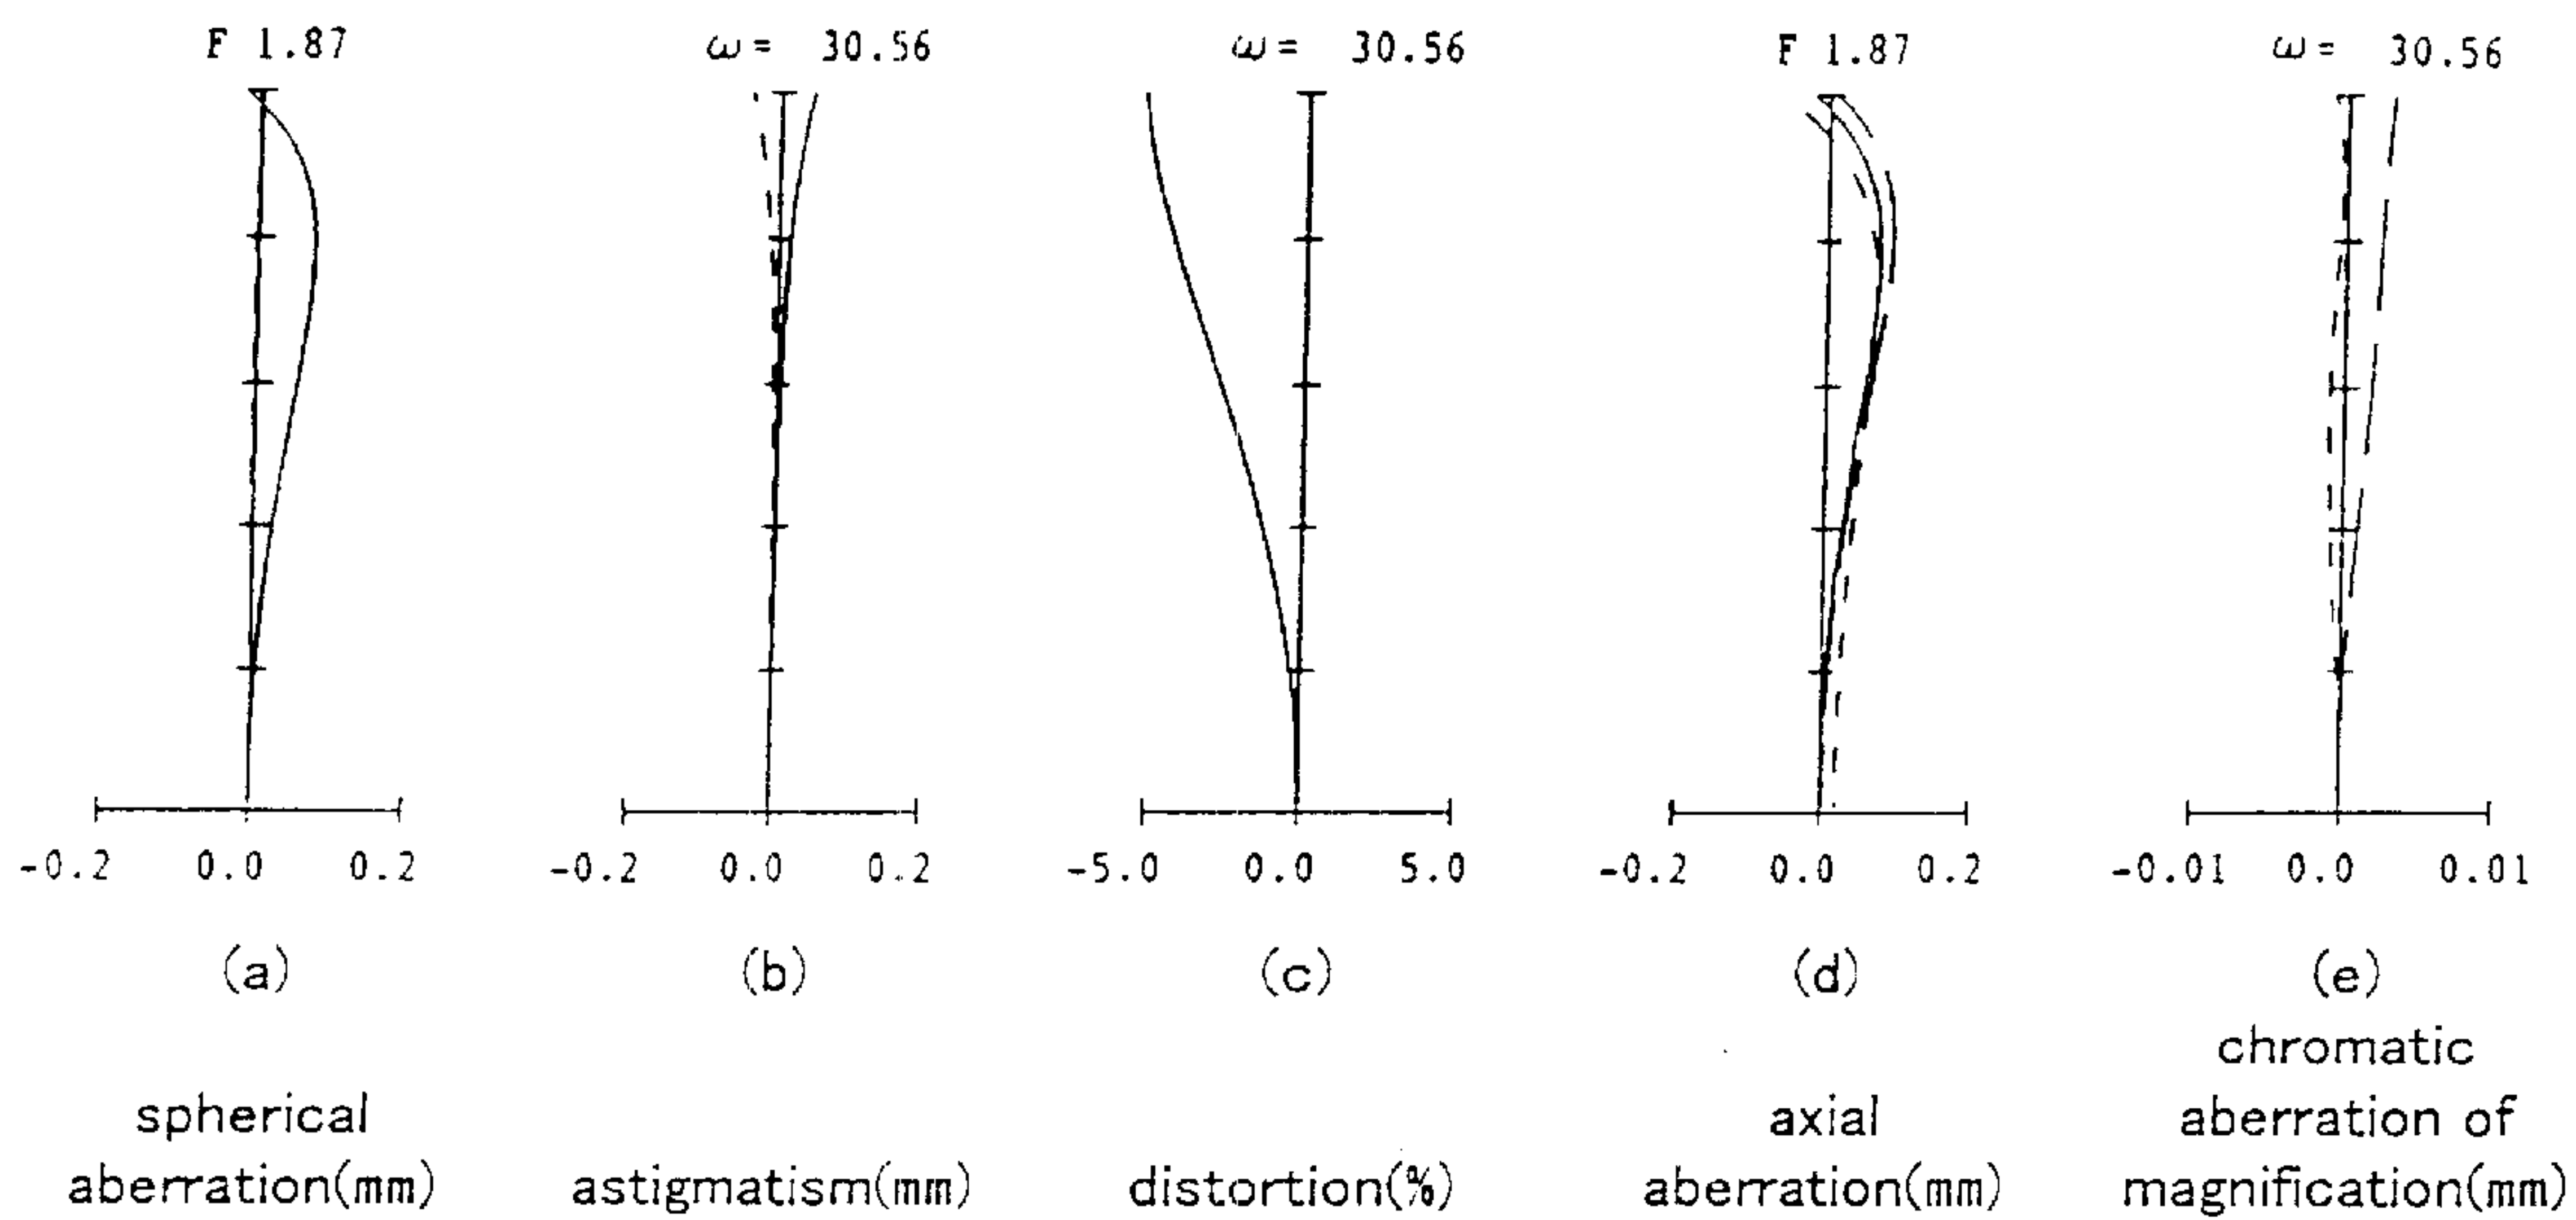 F 1.87
ω = 30.56
ω = 30.56
F 1.87
ω = 30.56
-0.2 0.0 0.2
-0.2 0.0 0.2
-5.0 0.0 5.0
-0.2 0.0 0.2
-0.01 0.0 0.01
(a)
(b)
(c)
(d)
(e)
spherical
aberration(mm)
astigmatism(mm)
distortion(%)
axial
aberration(mm)
chromatic
aberration of
magnification(mm)